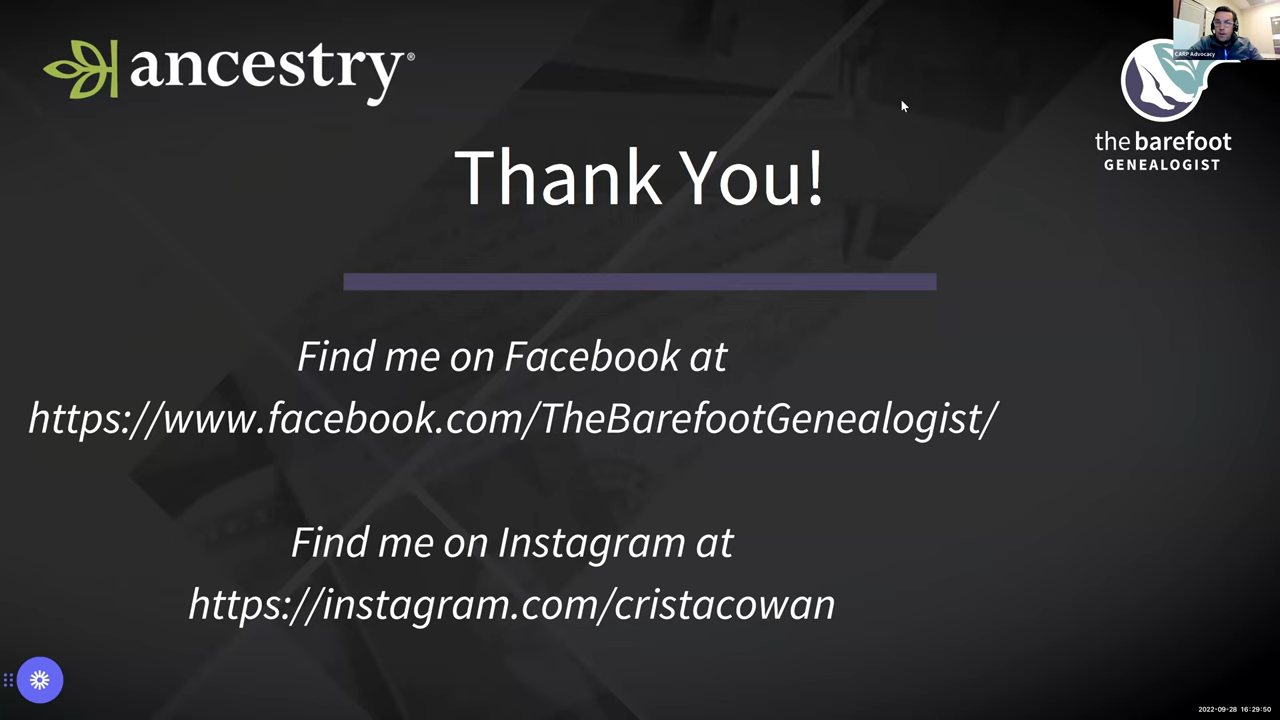 ancestry®
CARP Advocacy
the barefoot
GENEALOGIST
Thank You!
Find me on Facebook at
https://www.facebook.com/TheBarefootGenealogist/
Find me on Instagram at
https://instagram.com/cristacowan
2022-09-28 16:29:50